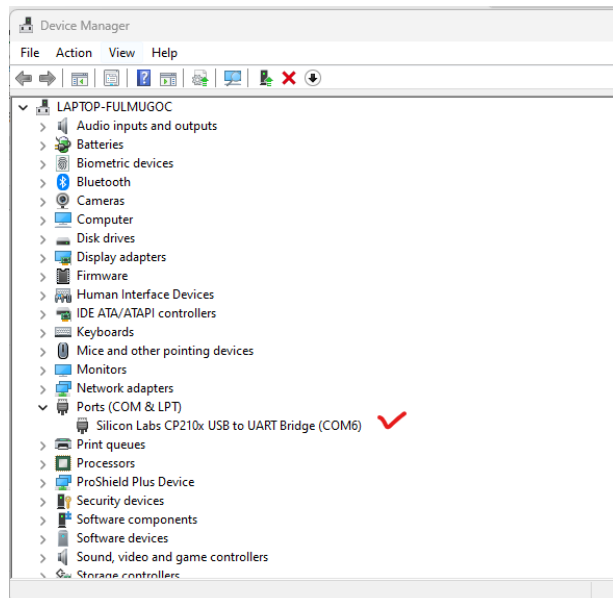 Device Manager
File Action View Help
LAPTOP-FULMUGOC
Audio inputs and outputs
Batteries
Biometric devices
Bluetooth
Cameras
Computer
Disk drives
Display adapters
Firmware
Human Interface Devices
IDE ATA/ATAPI controllers
Keyboards
Mice and other pointing devices
Monitors
Network adapters
Ports (COM & LPT)
Silicon Labs CP210x USB to UART Bridge (COM6)
Print queues
Processors
ProShield Plus Device
Security devices
Software components
Software devices
Sound, video and game controllers
Storage controllers